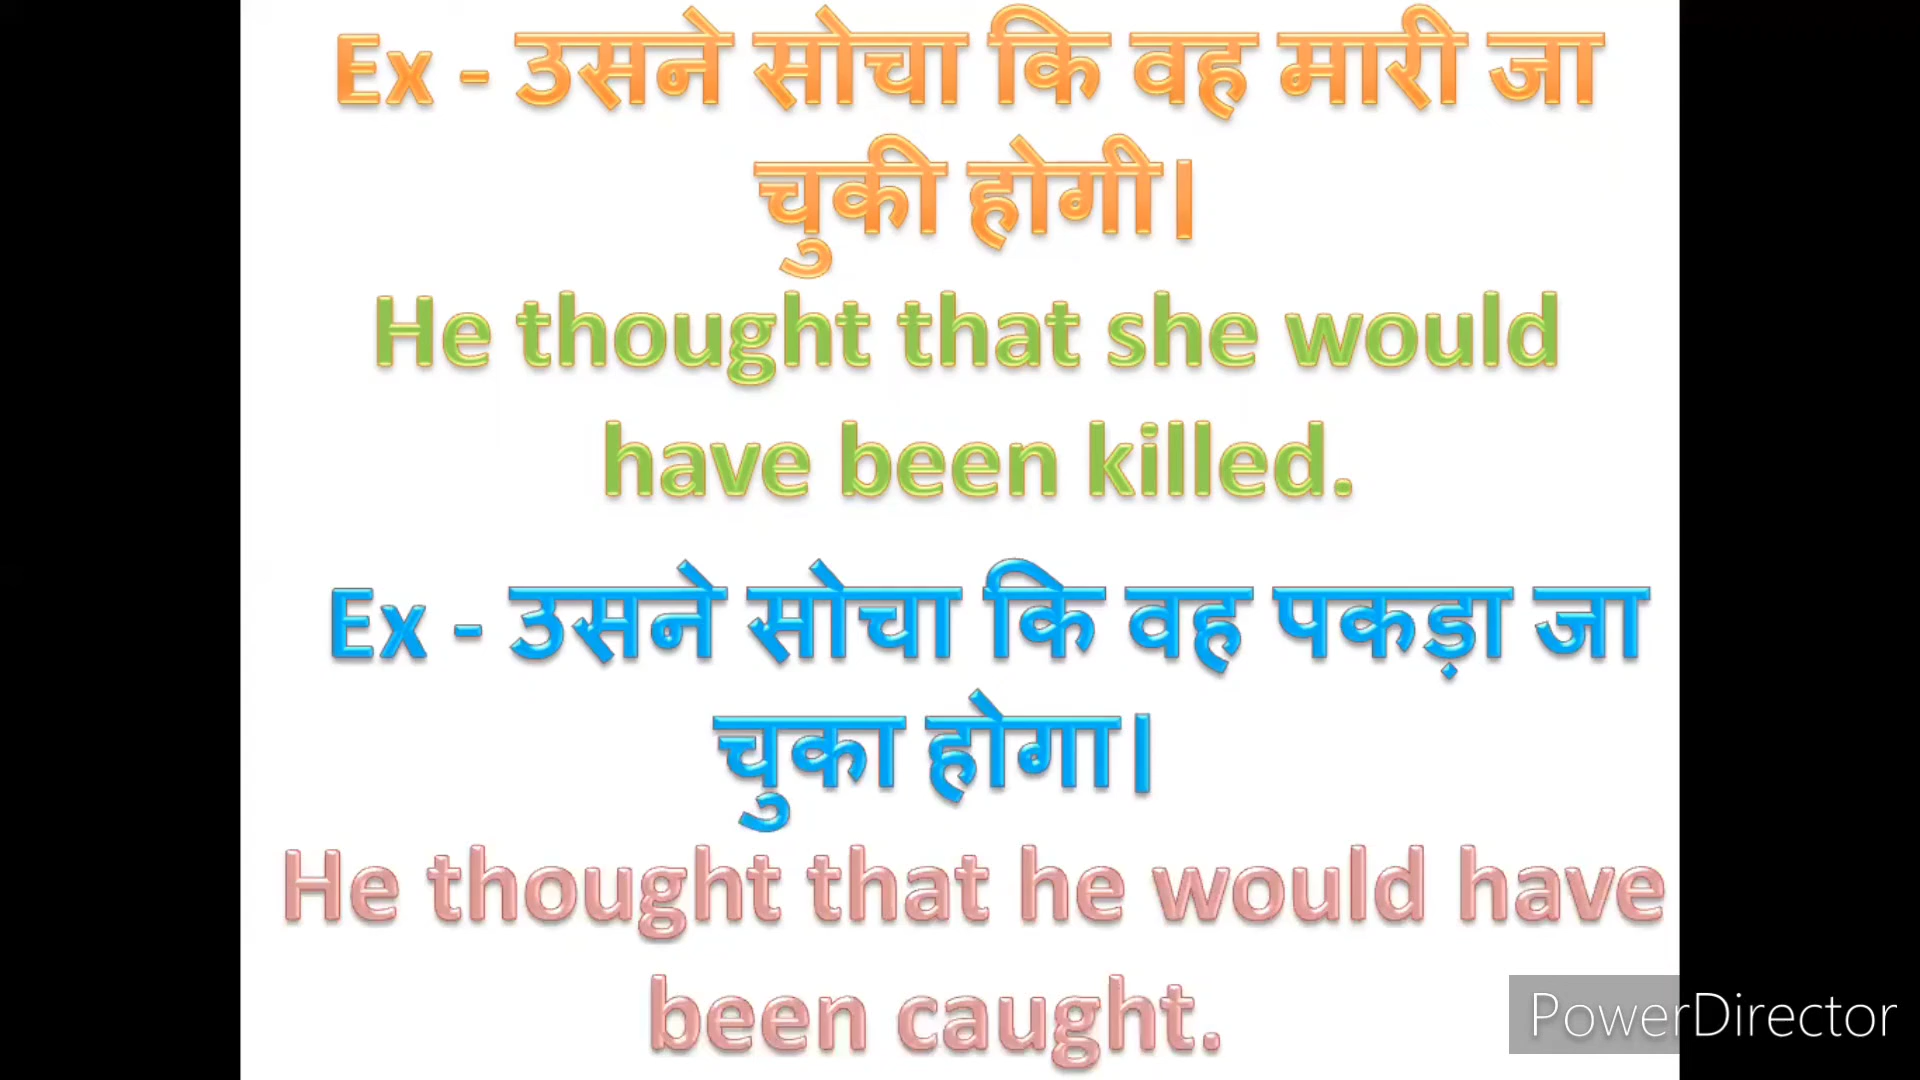 Ex - उसने सोचा कि वह मारी जा
चुकी होगी।
He thought that she would
have been killed.
Ex - उसने सोचा कि वह पकड़ा जा
चुका होगा।
He thought that he would have
been caught.
PowerDirector